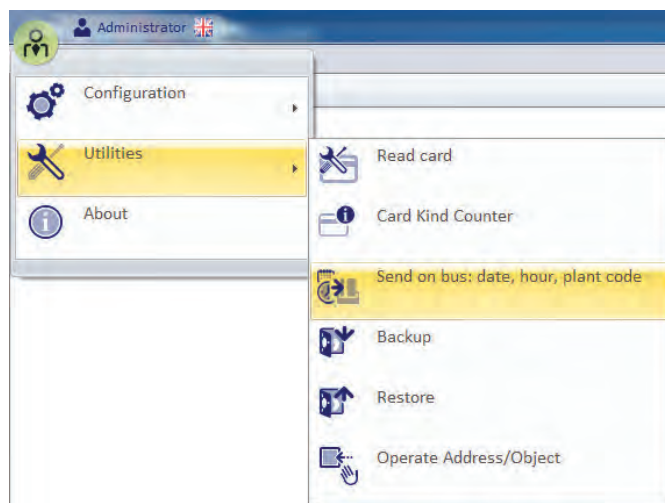 Administrator
Configuration
Utilities
About
Read card
Card Kind Counter
Send on bus: date, hour, plant code
Backup
Restore
Operate Address/Object